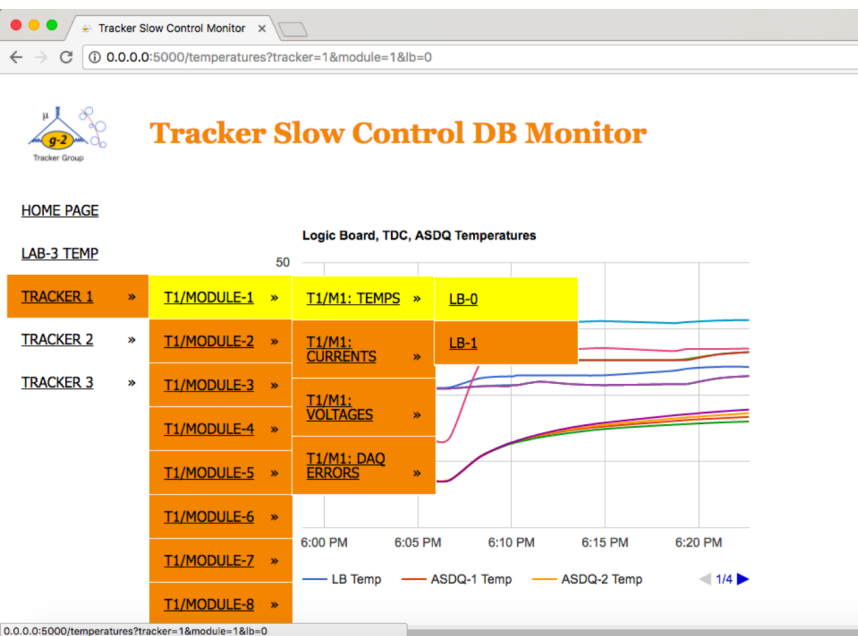 Tracker Slow Control Monitor
0.0.0.0:5000/temperatures?tracker=1&module=1&lb=0
μ
g-2
Tracker Group
Tracker Slow Control DB Monitor
HOME PAGE
LAB-3 TEMP
TRACKER 1 »
TRACKER 2 »
TRACKER 3 »
T1/MODULE-1 »
T1/MODULE-2 »
T1/MODULE-3 »
T1/MODULE-4 »
T1/MODULE-5 »
T1/MODULE-6 »
T1/MODULE-7 »
T1/MODULE-8 »
T1/M1: TEMPS »
T1/M1:
CURRENTS »
T1/M1:
VOLTAGES »
T1/M1: DAQ
ERRORS »
LB-0
LB-1
Logic Board, TDC, ASDQ Temperatures
50
6:00 PM 6:05 PM 6:10 PM 6:15 PM 6:20 PM
LB Temp ASDQ-1 Temp ASDQ-2 Temp 1/4
0.0.0.0:5000/temperatures?tracker=1&module=1&lb=0